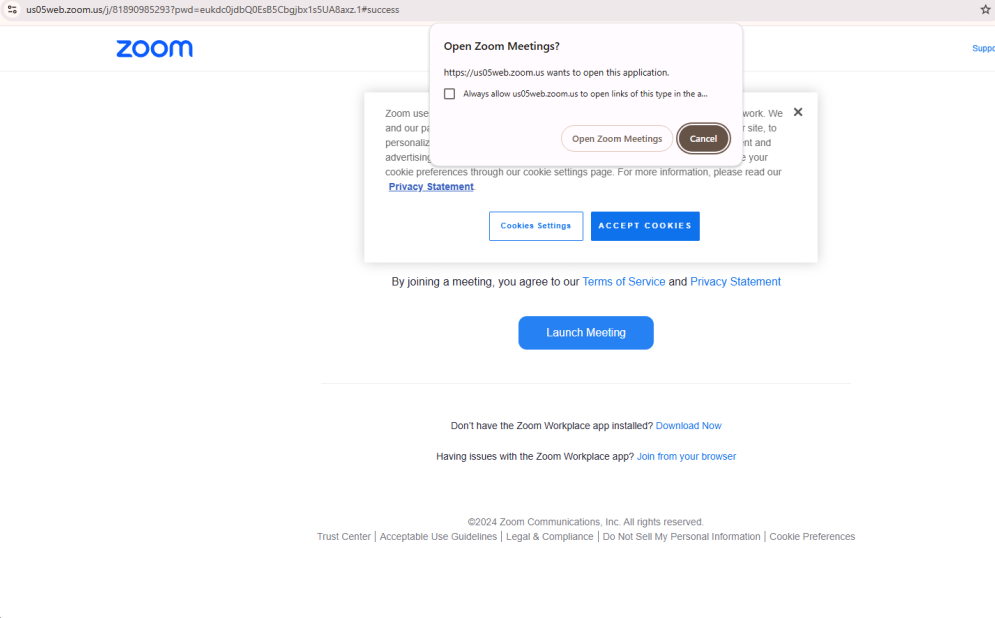 us05web.zoom.us/j/81890985293?pwd=eukdc0jdbQ0EsB5Cbgjbx1s5UA8axz.1#success
zoom
Suppo
Open Zoom Meetings?
https://us05web.zoom.us wants to open this application.
Always allow us05web.zoom.us to open links of this type in the a...
Open Zoom Meetings
Cancel
Zoom use work. We
and our pa r site, to
personaliz nt and
advertising e your
cookie preferences through our cookie settings page. For more information, please read our
Privacy Statement.
Cookies Settings
ACCEPT COOKIES
By joining a meeting, you agree to our Terms of Service and Privacy Statement
Launch Meeting
Don't have the Zoom Workplace app installed? Download Now
Having issues with the Zoom Workplace app? Join from your browser
©2024 Zoom Communications, Inc. All rights reserved.
Trust Center | Acceptable Use Guidelines | Legal & Compliance | Do Not Sell My Personal Information | Cookie Preferences